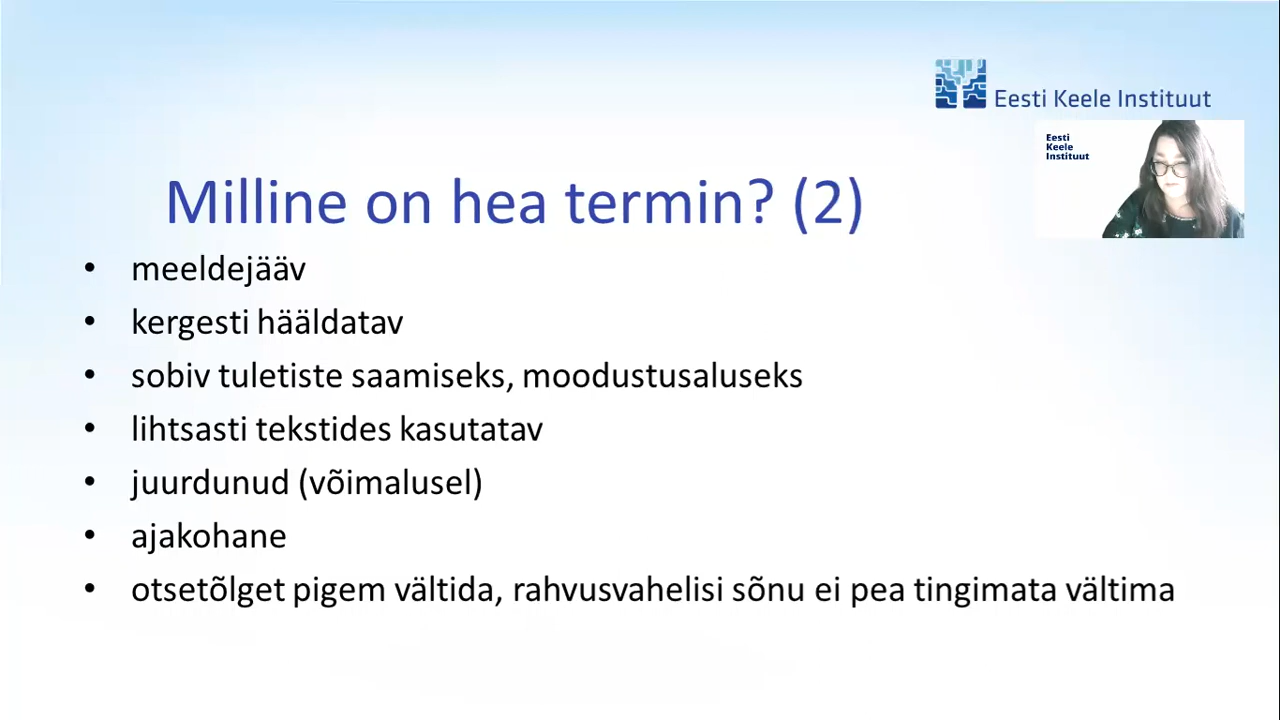 Eesti Keele Instituut
Eesti
Keele
Instituut
Milline on hea termin? (2)
• meeldejääv
• kergesti hääldatav
• sobiv tuletiste saamiseks, moodustusaluseks
• lihtsasti tekstides kasutatav
• juurdunud (võimalusel)
• ajakohane
• otsetõlget pigem vältida, rahvusvahelisi sõnu ei pea tingimata vältima